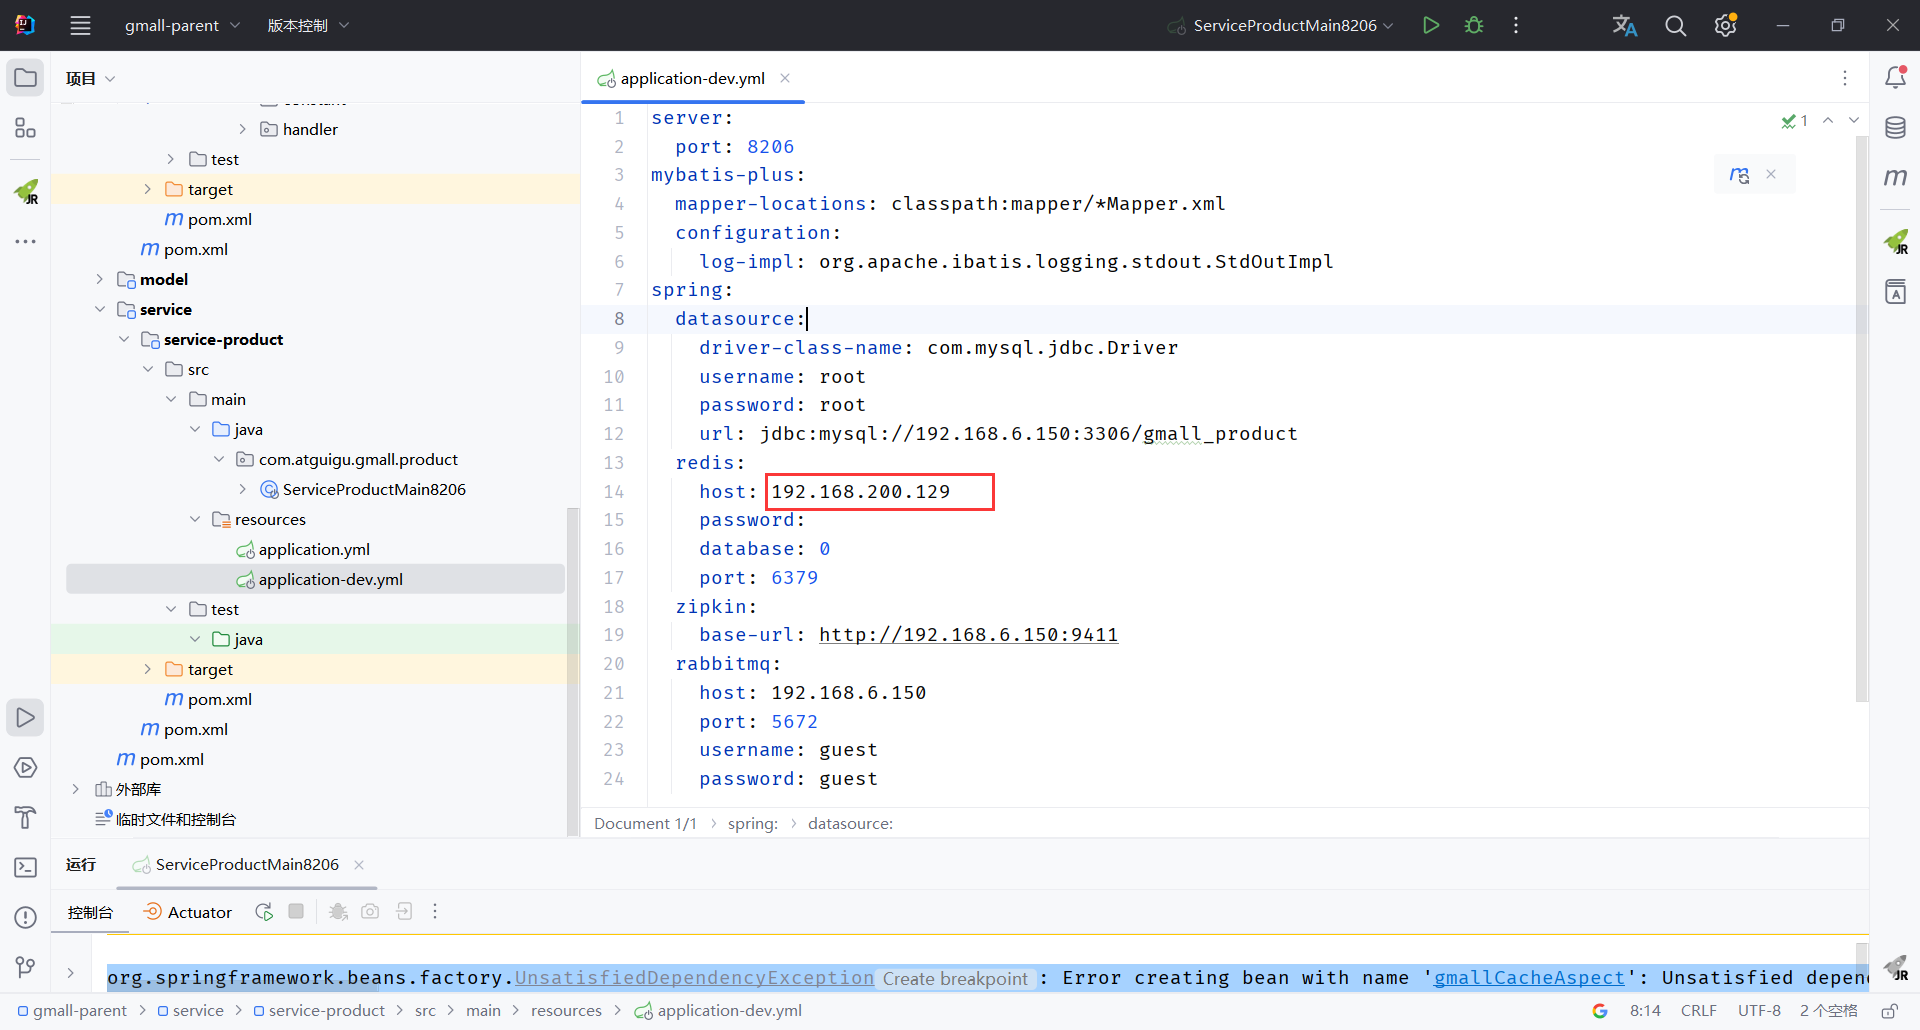 gmall-parent 版本控制 ServiceProductMain8206
项目
handler
test
target
pom.xml
pom.xml
model
service
service-product
src
main
java
com.atguigu.gmall.product
ServiceProductMain8206
resources
application.yml
application-dev.yml
test
java
target
pom.xml
pom.xml
pom.xml
外部库
临时文件和控制台
application-dev.yml
1 server:
2 port: 8206
3 mybatis-plus:
4 mapper-locations: classpath:mapper/*Mapper.xml
5 configuration:
6 log-impl: org.apache.ibatis.logging.stdout.StdOutImpl
7 spring:
8 datasource:
9 driver-class-name: com.mysql.jdbc.Driver
10 username: root
11 password: root
12 url: jdbc:mysql://192.168.6.150:3306/gmall_product
13 redis:
14 host: 192.168.200.129
15 password:
16 database: 0
17 port: 6379
18 zipkin:
19 base-url: http://192.168.6.150:9411
20 rabbitmq:
21 host: 192.168.6.150
22 port: 5672
23 username: guest
24 password: guest
1
Document 1/1 spring: datasource:
运行 ServiceProductMain8206
控制台 Actuator
org.springframework.beans.factory.UnsatisfiedDependencyException Create breakpoint : Error creating bean with name 'gmallCacheAspect': Unsatisfied depen
gmall-parent service service-product src main resources application-dev.yml 8:14 CRLF UTF-8 2 个空格